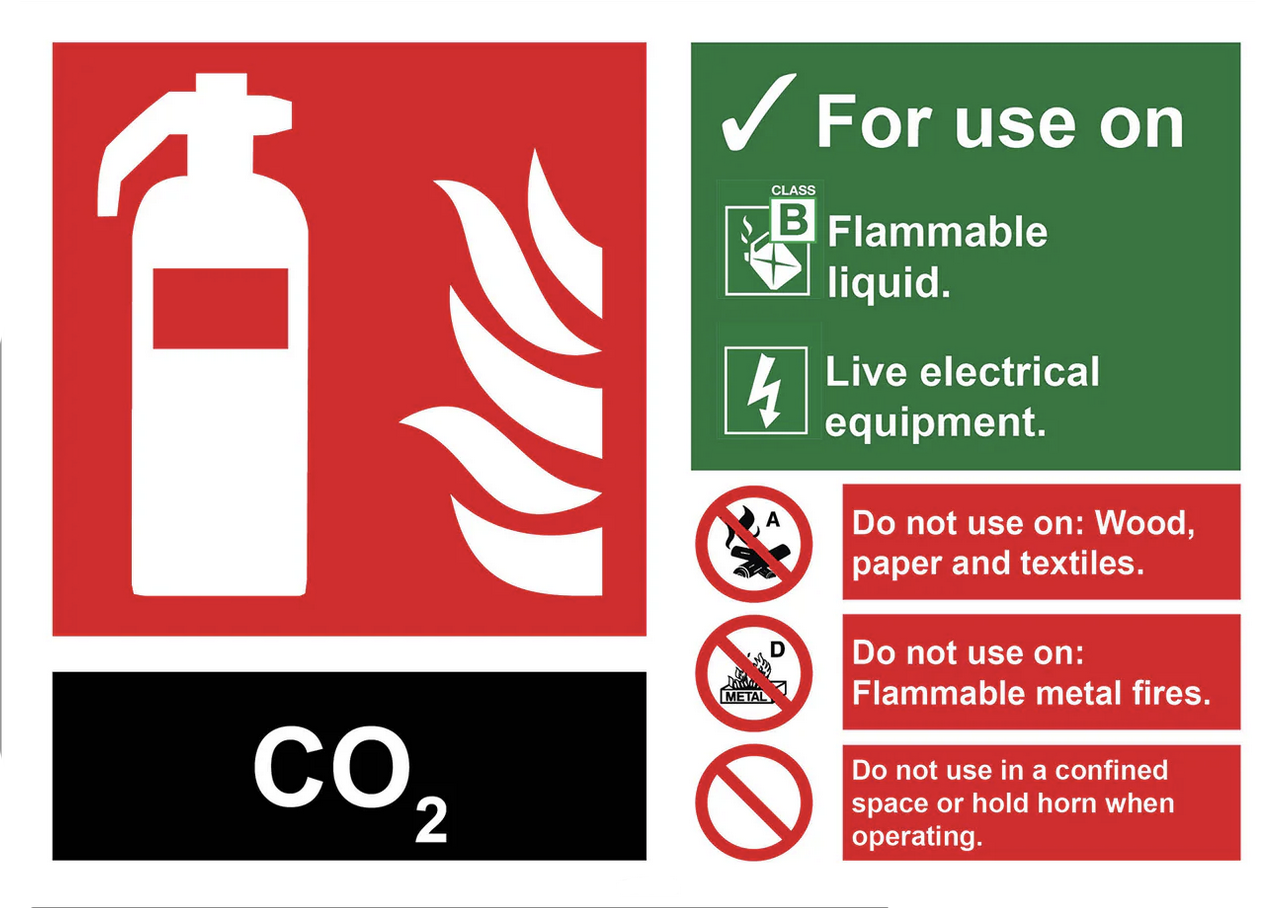 CO₂
✓ For use on
CLASS
B
Flammable
liquid.
Live electrical
equipment.
A
Do not use on: Wood,
paper and textiles.
D
METAL
Do not use on:
Flammable metal fires.
Do not use in a confined
space or hold horn when
operating.